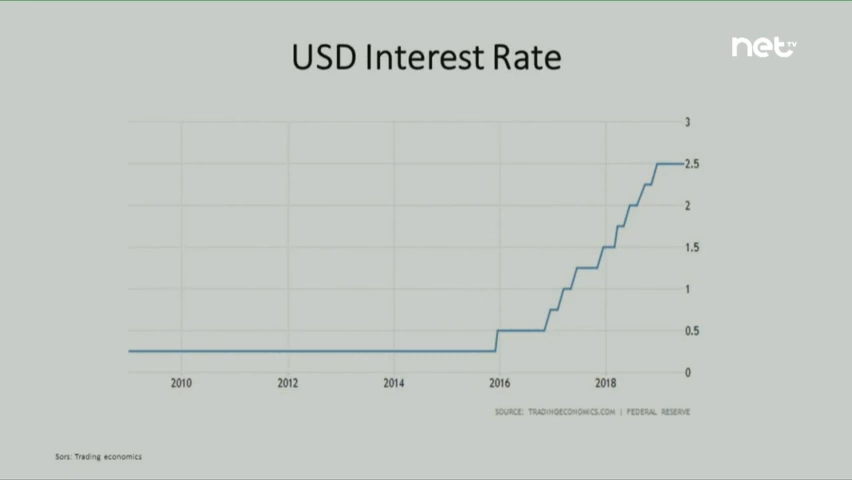 net TV
USD Interest Rate
3
2.5
2
1.5
1
0.5
0
2010 2012 2014 2016 2018
SOURCE: TRADINGECONOMICS.COM | FEDERAL RESERVE
Sors: Trading economics